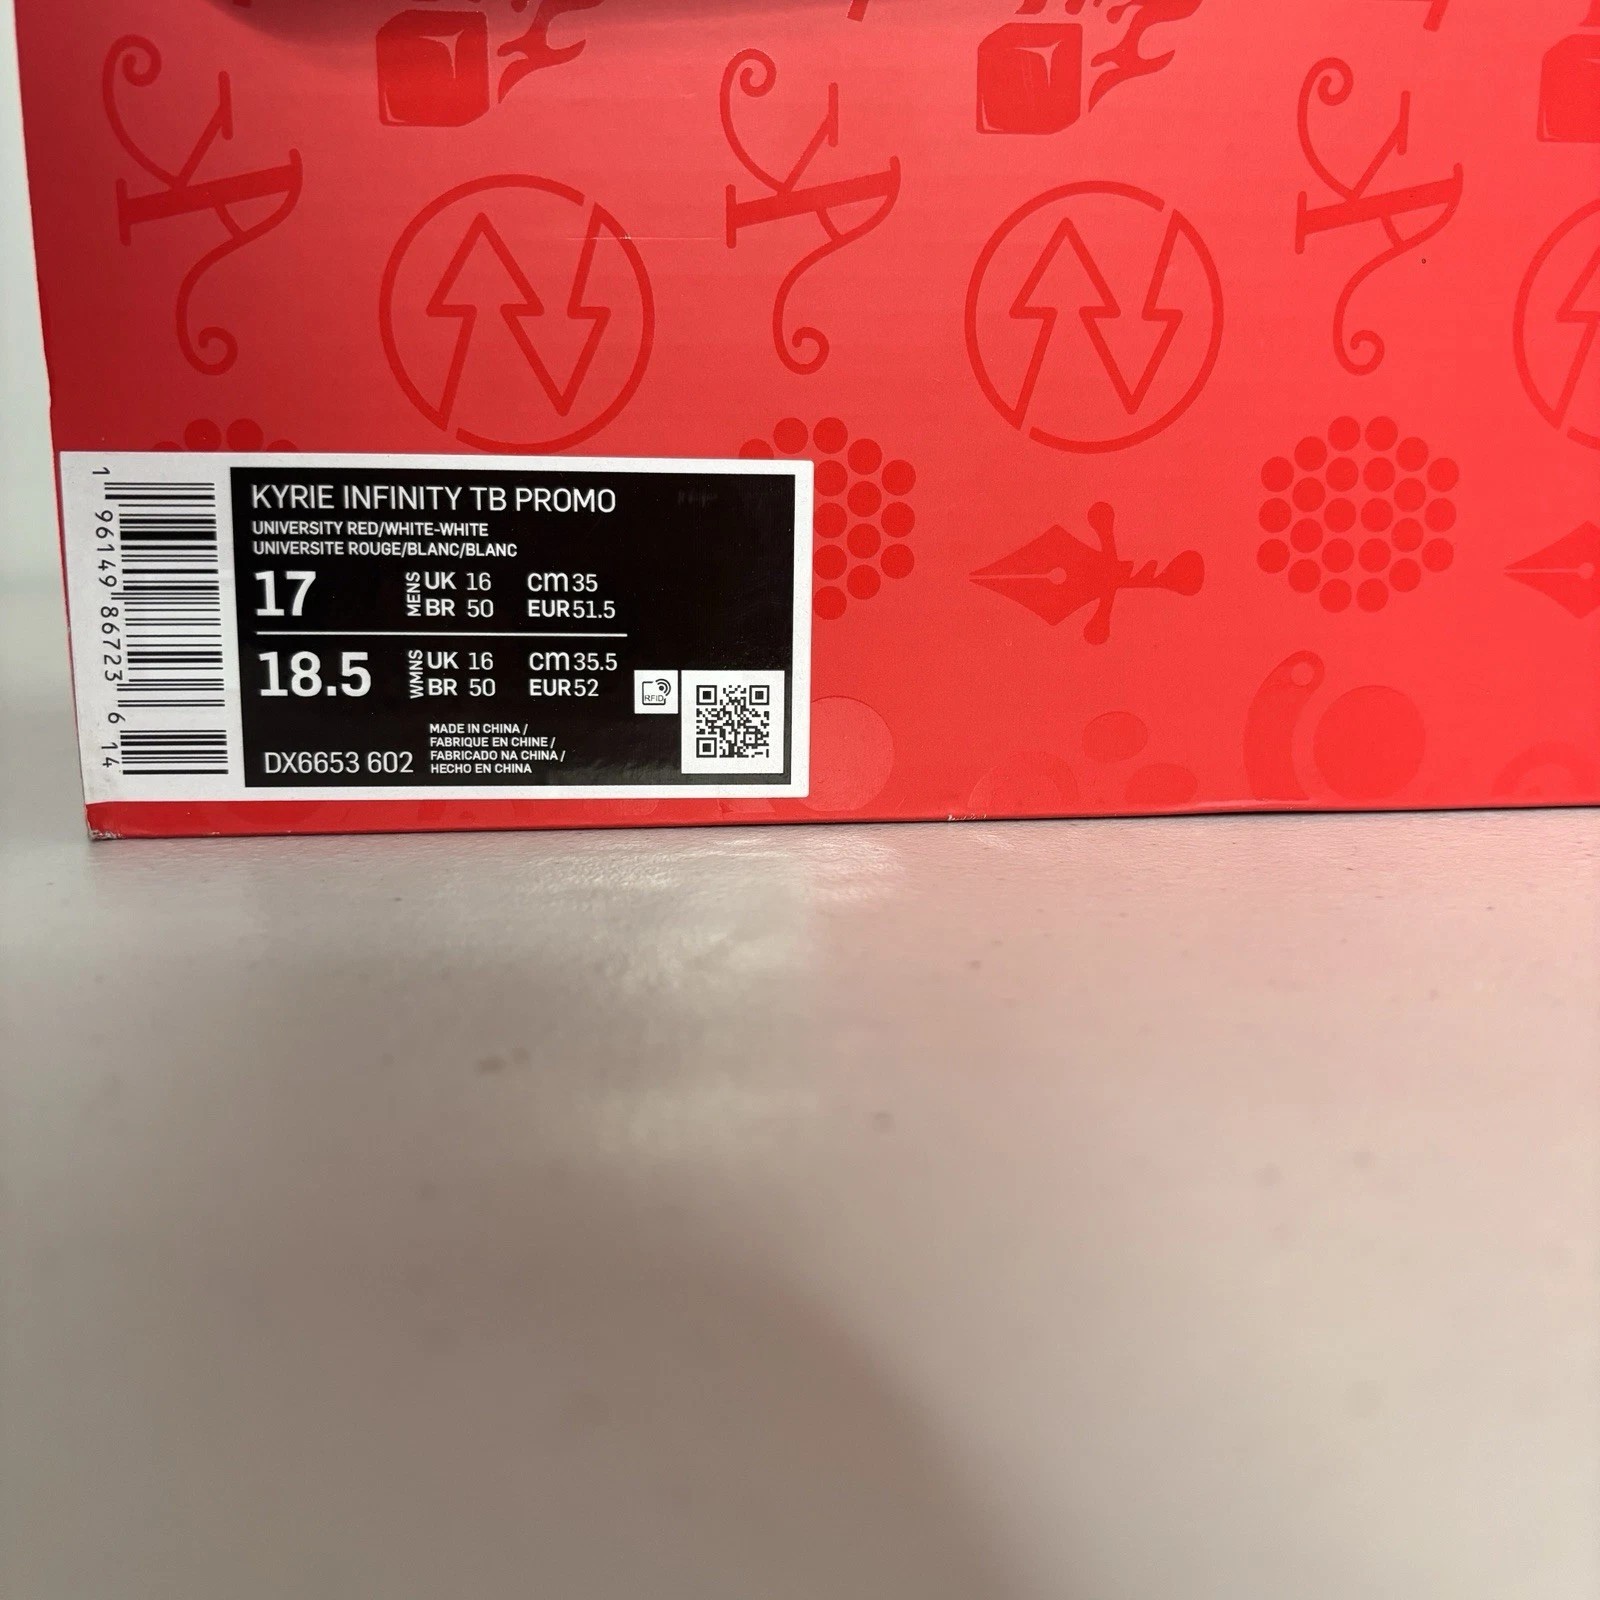 KYRIE INFINITY TB PROMO
UNIVERSITY RED/WHITE-WHITE
UNIVERSITE ROUGE/BLANC/BLANC
17 MENS UK 16 cm 35
BR 50 EUR 51.5
18.5 WMNS UK 16 cm 35.5
BR 50 EUR 52
RFID
DX6653 602
MADE IN CHINA /
FABRIQUE EN CHINE /
FABRICADO NA CHINA /
HECHO EN CHINA
1 96149 86723 6 14